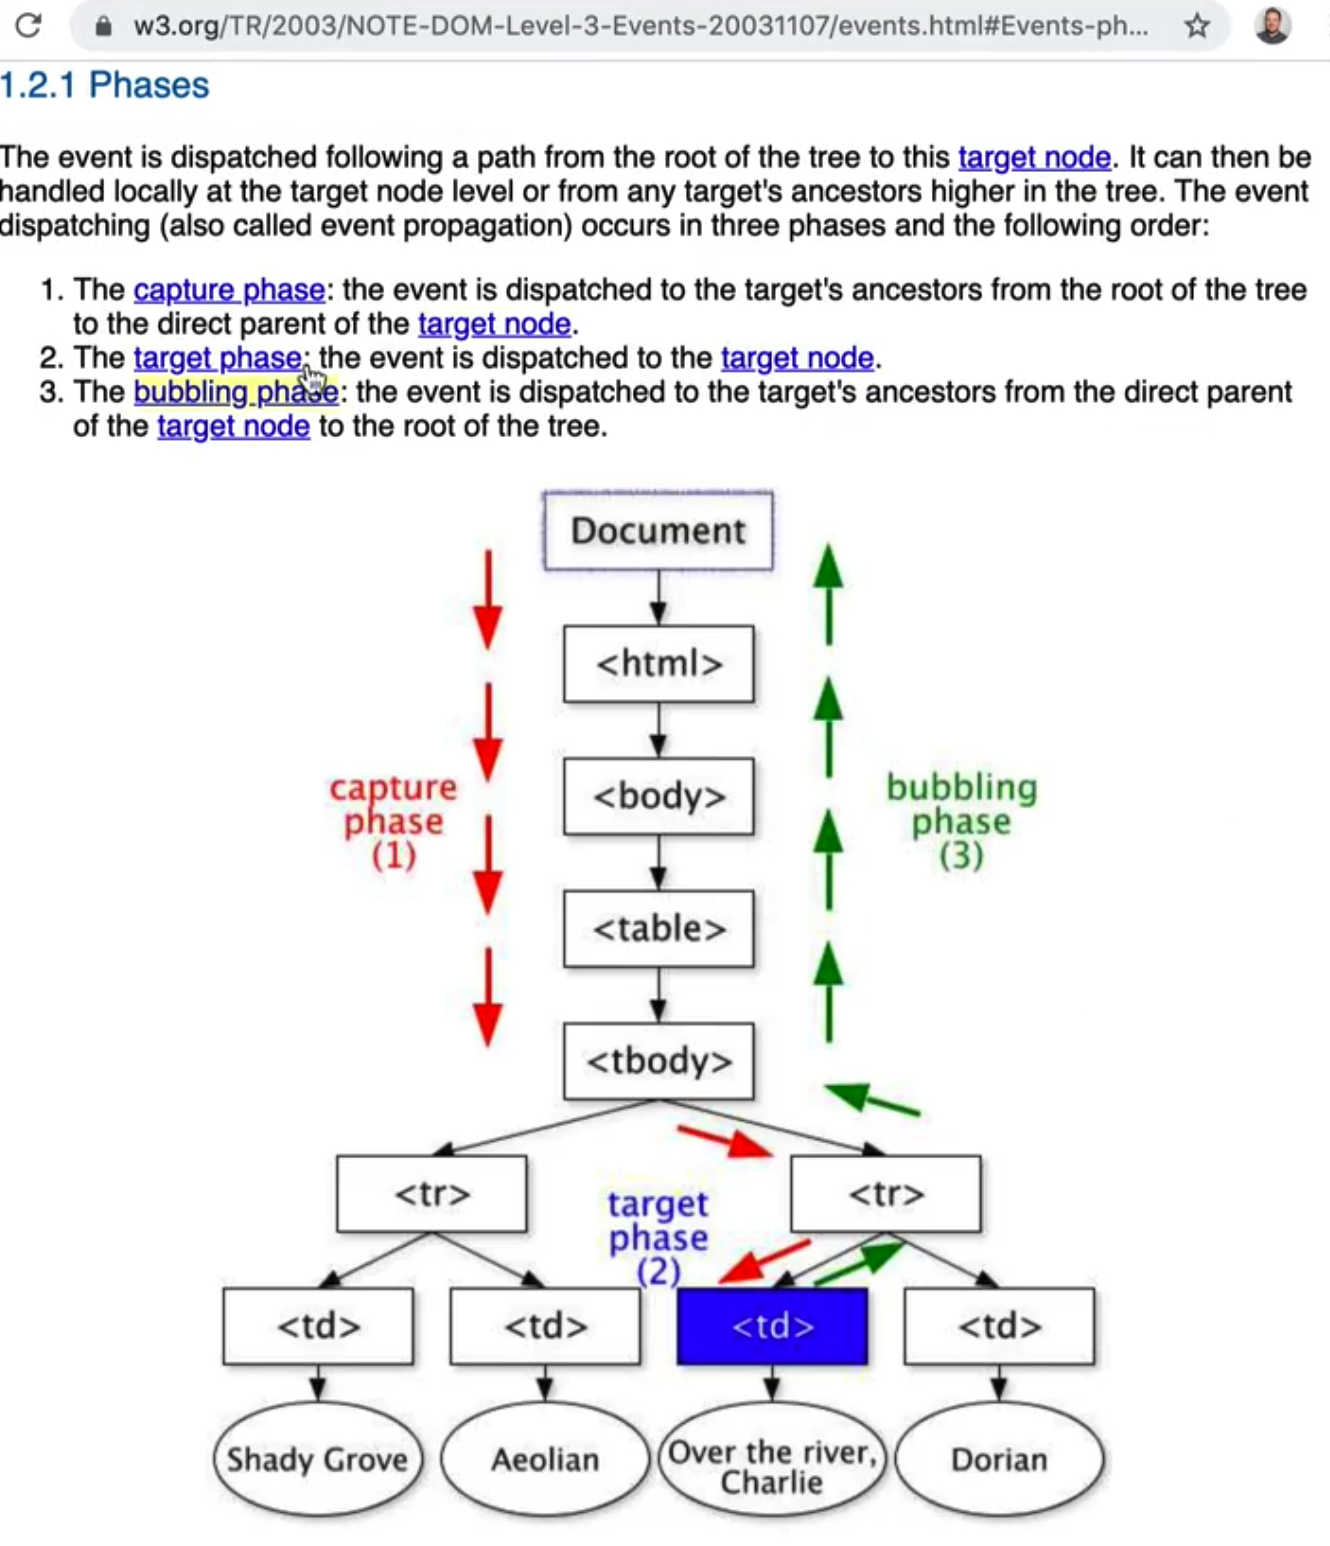 w3.org/TR/2003/NOTE-DOM-Level-3-Events-20031107/events.html#Events-ph...
1.2.1 Phases
The event is dispatched following a path from the root of the tree to this target node. It can then be
handled locally at the target node level or from any target's ancestors higher in the tree. The event
dispatching (also called event propagation) occurs in three phases and the following order:
1. The capture phase: the event is dispatched to the target's ancestors from the root of the tree
to the direct parent of the target node.
2. The target phase: the event is dispatched to the target node.
3. The bubbling phase: the event is dispatched to the target's ancestors from the direct parent
of the target node to the root of the tree.
Document
<html>
<body>
capture
phase
(1)
bubbling
phase
(3)
<table>
<tbody>
<tr>
target
phase
(2)
<tr>
<td>
<td>
<td>
<td>
Shady Grove
Aeolian
Over the river,
Charlie
Dorian